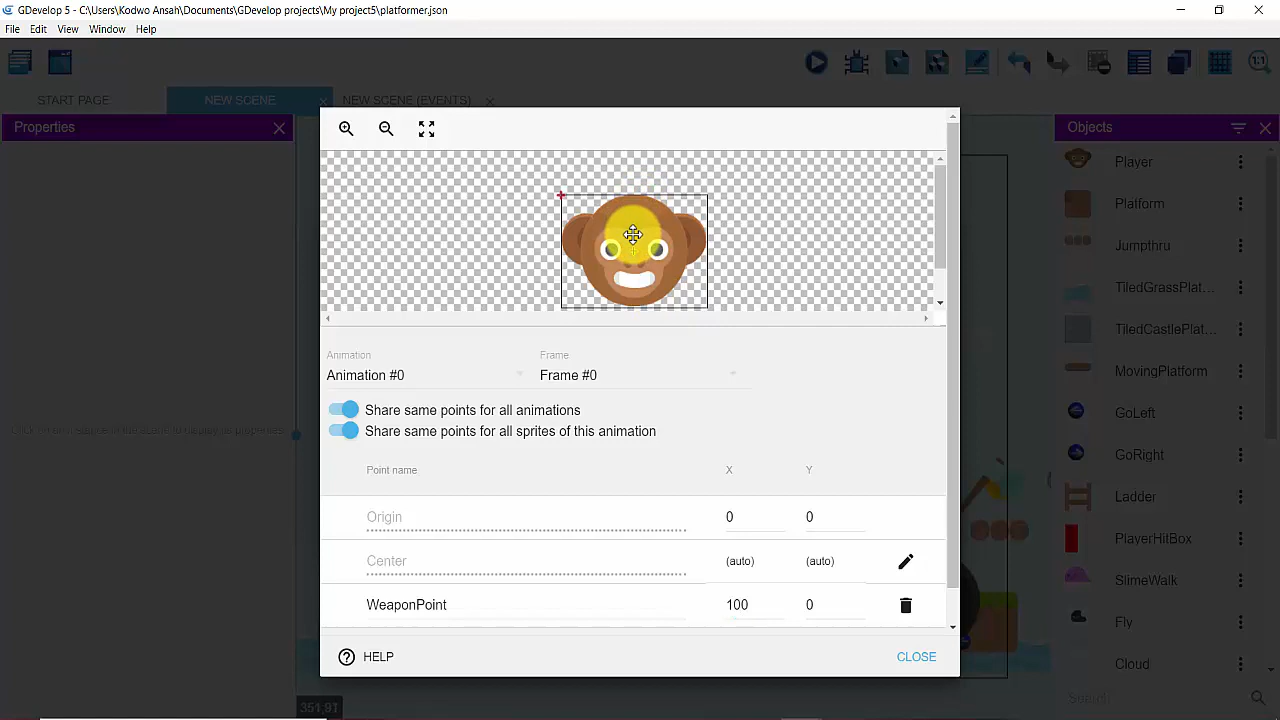 GDevelop 5 - C:\Users\Kodwo Ansah\Documents\GDevelop projects\My project5\platformer.json
File Edit View Window Help
START PAGE NEW SCENE NEW SCENE (EVENTS)
Properties
Objects
Player
Platform
Jumpthru
TiledGrassPlat...
TiledCastlePlat...
MovingPlatform
GoLeft
GoRight
Ladder
PlayerHitBox
SlimeWalk
Fly
Cloud
Search
Animation Frame
Animation #0 Frame #0
Share same points for all animations
Share same points for all sprites of this animation
Point name X Y
Origin 0 0
Center (auto) (auto)
WeaponPoint 100 0
HELP CLOSE
351;91